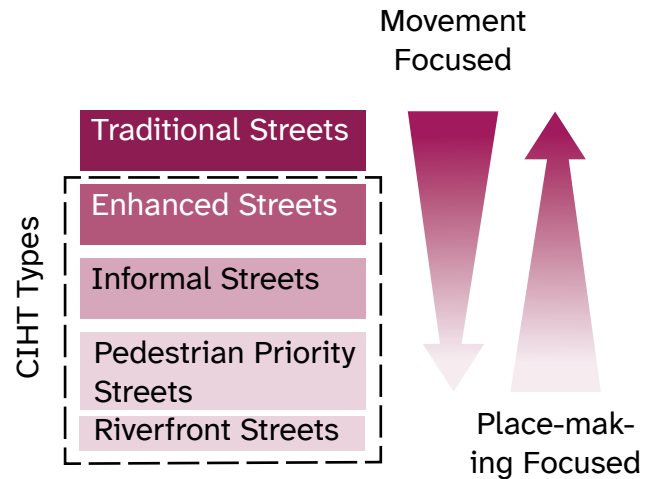 Movement
Focused
Traditional Streets
Enhanced Streets
Informal Streets
Pedestrian Priority
Streets
Riverfront Streets
CIHT Types
Place-mak-
ing Focused